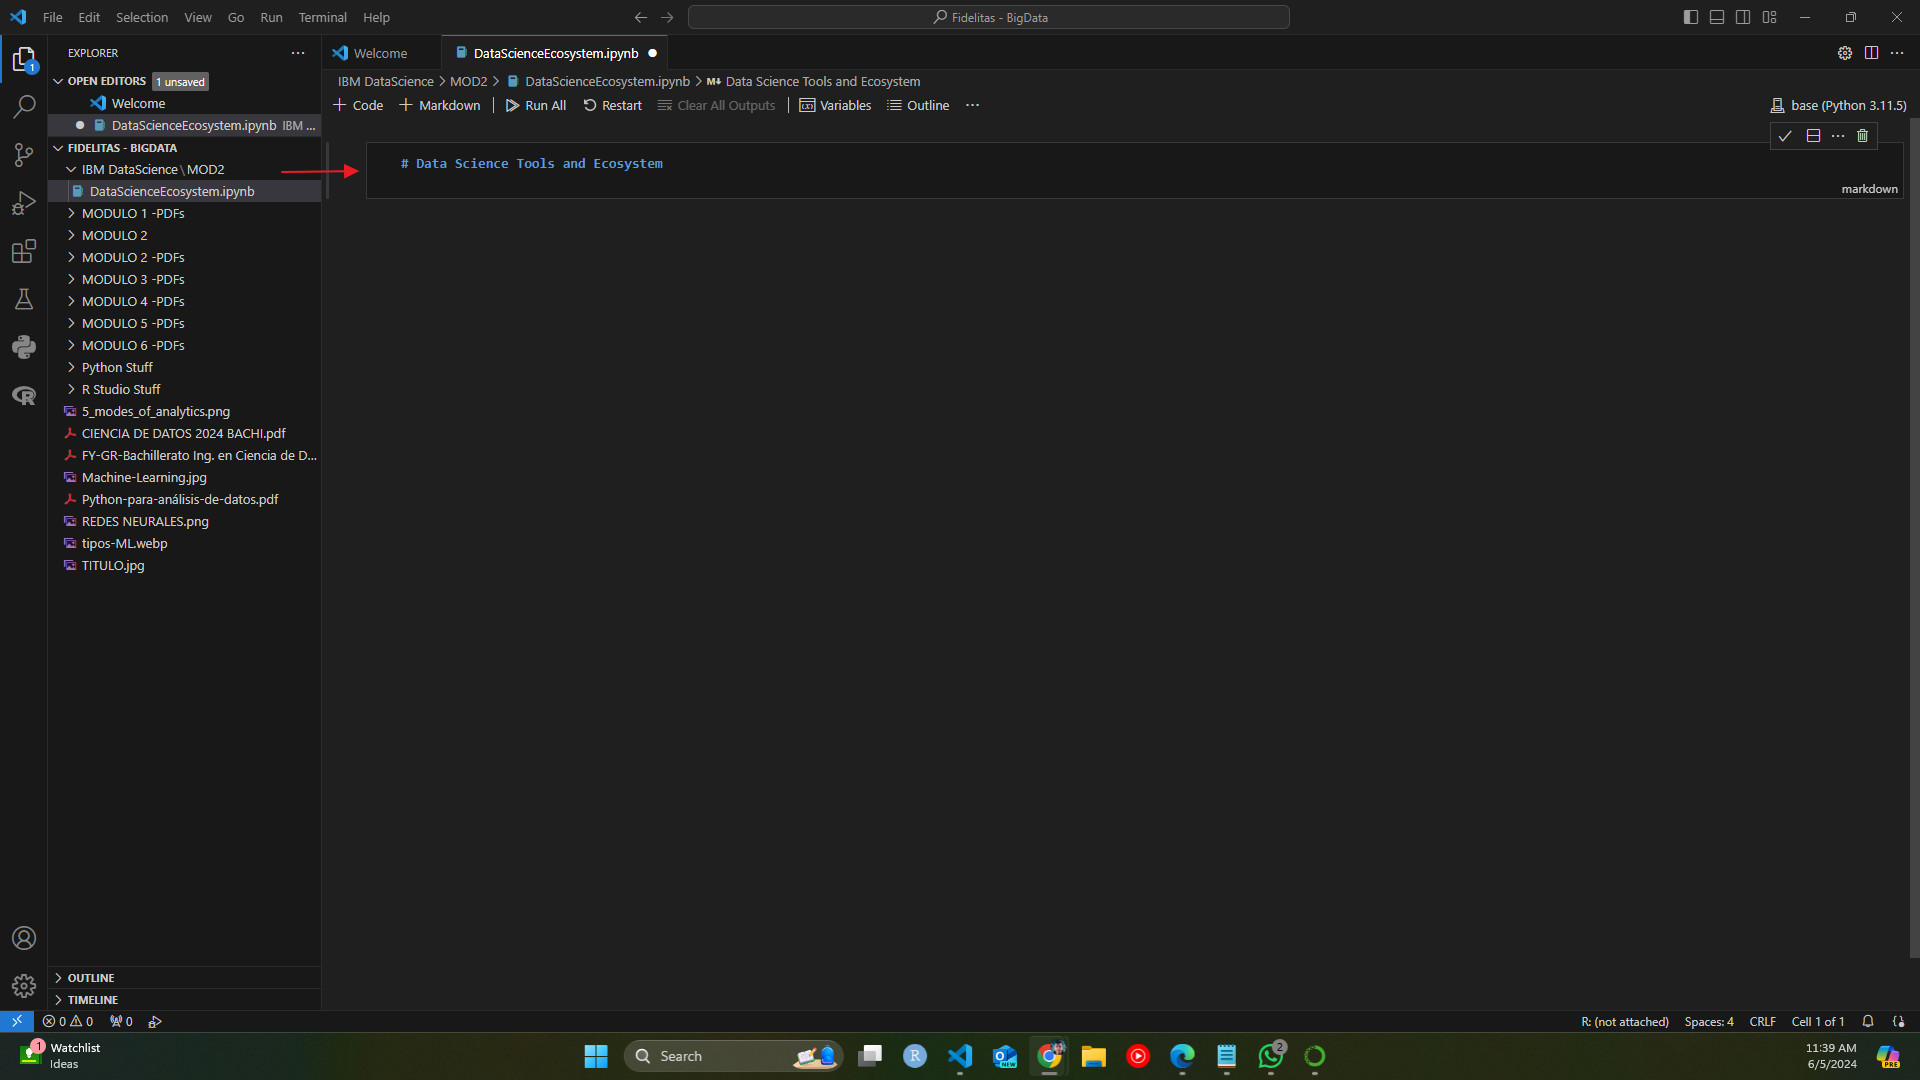 File Edit Selection View Go Run Terminal Help
Fidelitas - BigData
EXPLORER
OPEN EDITORS 1 unsaved
Welcome
DataScienceEcosystem.ipynb IBM ...
FIDELITAS - BIGDATA
IBM DataScience\MOD2
DataScienceEcosystem.ipynb
MODULO 1 -PDFs
MODULO 2
MODULO 2 -PDFs
MODULO 3 -PDFs
MODULO 4 -PDFs
MODULO 5 -PDFs
MODULO 6 -PDFs
Python Stuff
R Studio Stuff
5_modes_of_analytics.png
CIENCIA DE DATOS 2024 BACHI.pdf
FY-GR-Bachillerato Ing. en Ciencia de D...
Machine-Learning.jpg
Python-para-análisis-de-datos.pdf
REDES NEURALES.png
tipos-ML.webp
TITULO.jpg
OUTLINE
TIMELINE
Welcome DataScienceEcosystem.ipynb
IBM DataScience > MOD2 > DataScienceEcosystem.ipynb > M↓ Data Science Tools and Ecosystem
Code Markdown Run All Restart Clear All Outputs Variables Outline ...
base (Python 3.11.5)
# Data Science Tools and Ecosystem
markdown
0 0 0
R: (not attached) Spaces: 4 CRLF Cell 1 of 1
1
Watchlist
Ideas
Search
R
NEW
2
11:39 AM
6/5/2024
PRE